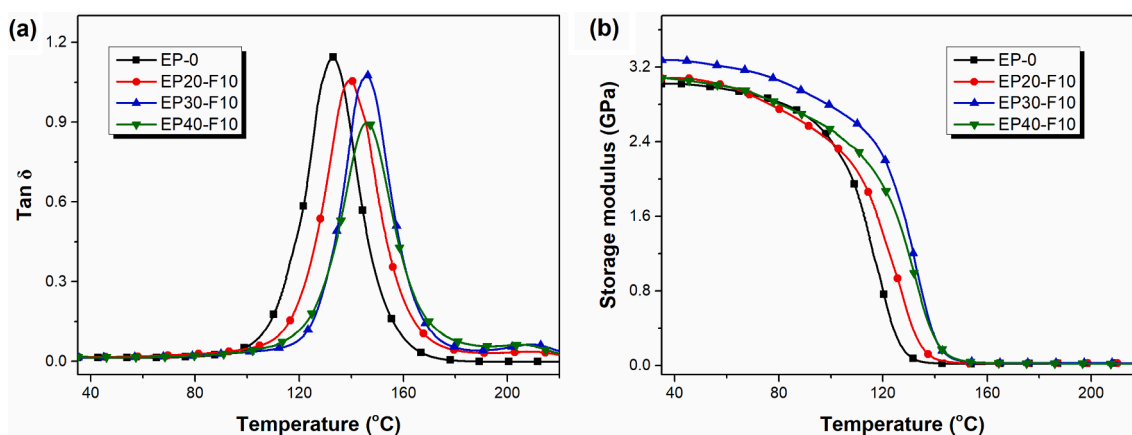 (a)
1.2
0.9
0.6
0.3
0.0
Tan δ
EP-0
EP20-F10
EP30-F10
EP40-F10
40 80 120 160 200
Temperature (°C)
(b)
3.2
2.4
1.6
0.8
0.0
Storage modulus (GPa)
EP-0
EP20-F10
EP30-F10
EP40-F10
40 80 120 160 200
Temperature (°C)